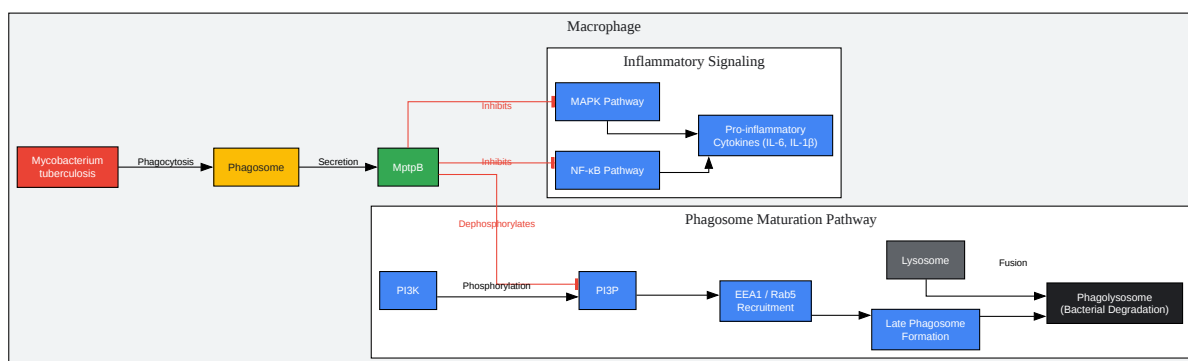 Macrophage
Inflammatory Signaling
MAPK Pathway
Inhibits
Pro-inflammatory
Cytokines (IL-6, IL-1β)
Mycobacterium
tuberculosis
Phagocytosis
Phagosome
Secretion
MptpB
Inhibits
NF-κB Pathway
Phagosome Maturation Pathway
Dephosphorylates
Lysosome
Fusion
PI3K
Phosphorylation
PI3P
EEA1 / Rab5
Recruitment
Phagolysosome
(Bacterial Degradation)
Late Phagosome
Formation